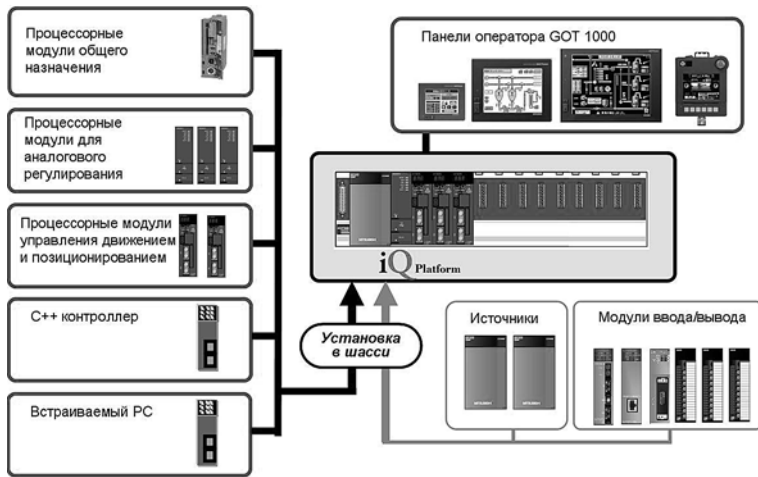 Процессорные
модули общего
назначения
Процессорные
модули для
аналогового
регулирования
Процессорные модули
управления движением
и позиционированием
C++ контроллер
Встраиваемый PC
Панели оператора GOT 1000
iQ Platform
Установка
в шасси
Источники
Модули ввода/вывода